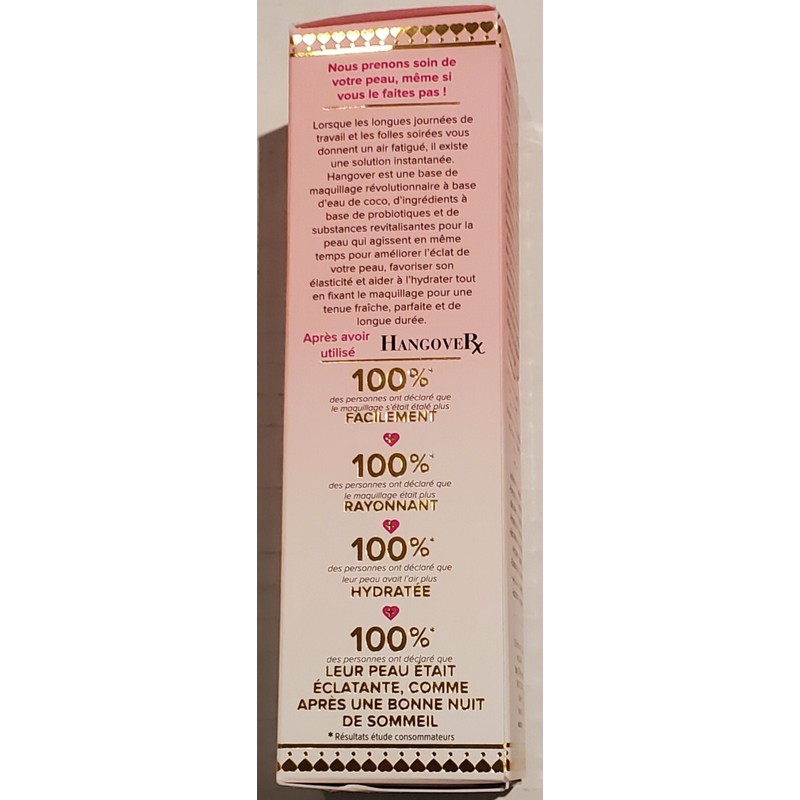 Nous prenons soin de
votre peau, même si
vous le faites pas !
Lorsque les longues journées de
travail et les folles soirées vous
donnent un air fatigué, il existe
une solution instantanée.
Hangover est une base de
maquillage révolutionnaire à base
d'eau de coco, d'ingrédients à
base de probiotiques et de
substances revitalisantes pour la
peau qui agissent en même
temps pour améliorer l'éclat de
votre peau, favoriser son
élasticité et aider à l'hydrater tout
en fixant le maquillage pour une
tenue fraîche, parfaite et de
longue durée.
Après avoir
utilisé
HANGOVERX
100%*
des personnes ont déclaré que
le maquillage s'était étalé plus
FACILEMENT
100%*
des personnes ont déclaré que
le maquillage était plus
RAYONNANT
100%*
des personnes ont déclaré que
leur peau avait l'air plus
HYDRATÉE
100%*
des personnes ont déclaré que
LEUR PEAU ÉTAIT
ÉCLATANTE, COMME
APRÈS UNE BONNE NUIT
DE SOMMEIL
* Résultats étude consommateurs